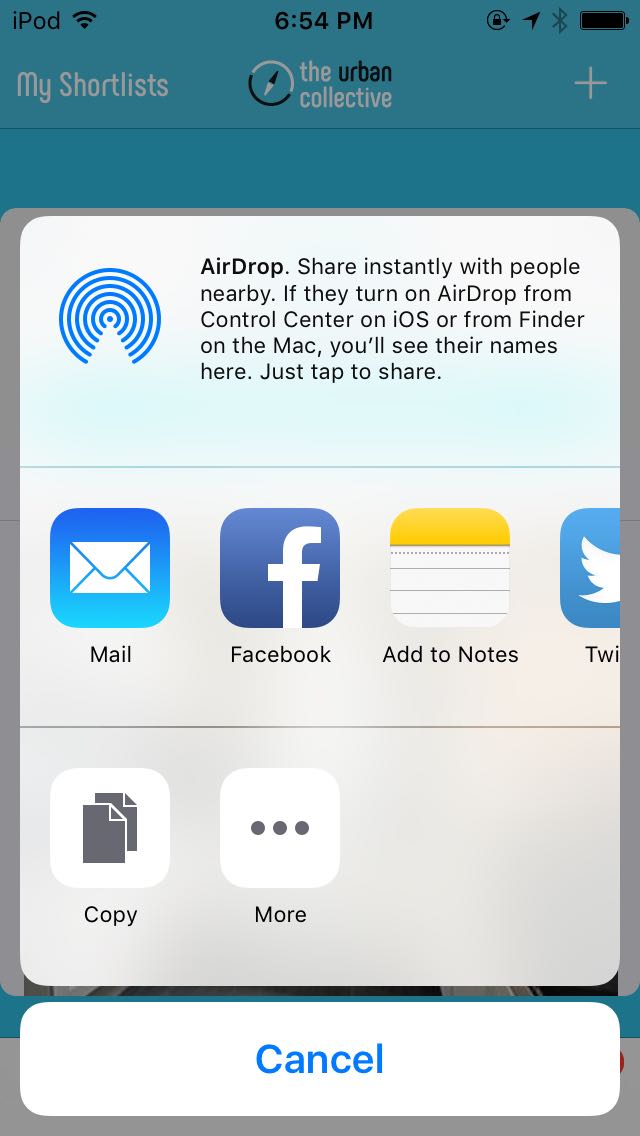 iPod 6:54 PM
My Shortlists
the urban
collective
AirDrop. Share instantly with people
nearby. If they turn on AirDrop from
Control Center on iOS or from Finder
on the Mac, you’ll see their names
here. Just tap to share.
Mail Facebook Add to Notes Twi
Copy More
Cancel